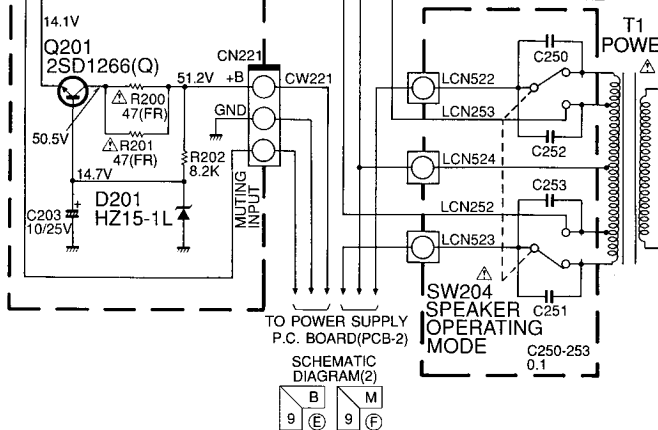 14.1V
Q201
2SD1266(Q)
51.2V
CN221
+B
CW221
R200
47(FR)
GND
50.5V
R201
47(FR)
R202
8.2K
14.7V
C203
10/25V
+
D201
HZ15-1L
MUTING
INPUT
TO POWER SUPPLY
P.C. BOARD(PCB-2)
SCHEMATIC
DIAGRAM(2)
B
9 E
M
9 F
T1
POWE
C250
LCN522
LCN253
C252
LCN524
C253
LCN252
LCN523
C251
SW204
SPEAKER
OPERATING
MODE
C250-253
0.1